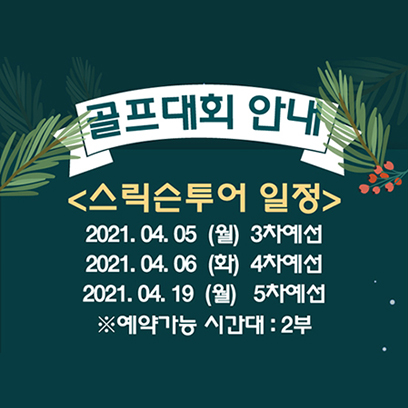 골프대회 안내
<스릭슨투어 일정>
2021. 04. 05 (월) 3차예선
2021. 04. 06 (화) 4차예선
2021. 04. 19 (월) 5차예선
※예약가능 시간대 : 2부